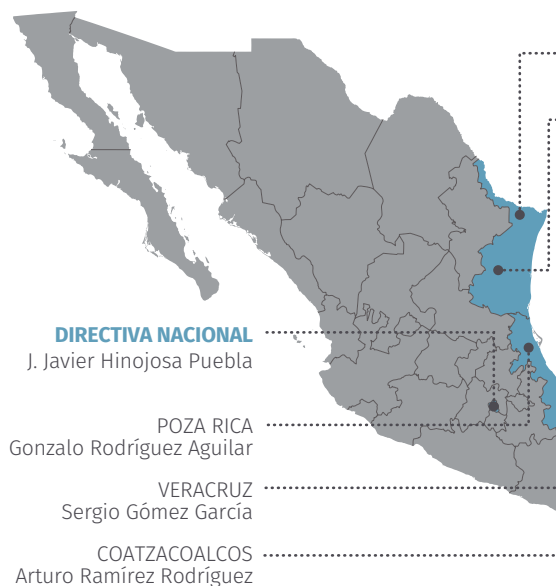 DIRECTIVA NACIONAL
J. Javier Hinojosa Puebla
POZA RICA
Gonzalo Rodríguez Aguilar
VERACRUZ
Sergio Gómez García
COATZACOALCOS
Arturo Ramírez Rodríguez